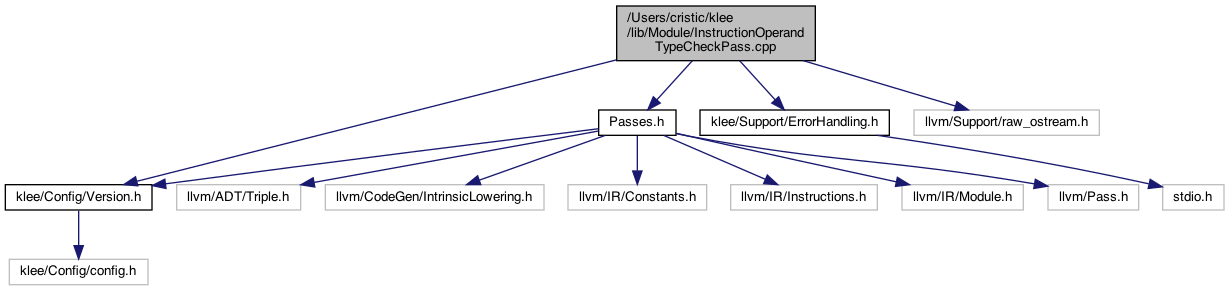 /Users/cristic/klee
/lib/Module/InstructionOperand
TypeCheckPass.cpp
Passes.h
klee/Support/ErrorHandling.h
llvm/Support/raw_ostream.h
klee/Config/Version.h
llvm/ADT/Triple.h
llvm/CodeGen/IntrinsicLowering.h
llvm/IR/Constants.h
llvm/IR/Instructions.h
llvm/IR/Module.h
llvm/Pass.h
stdio.h
klee/Config/config.h